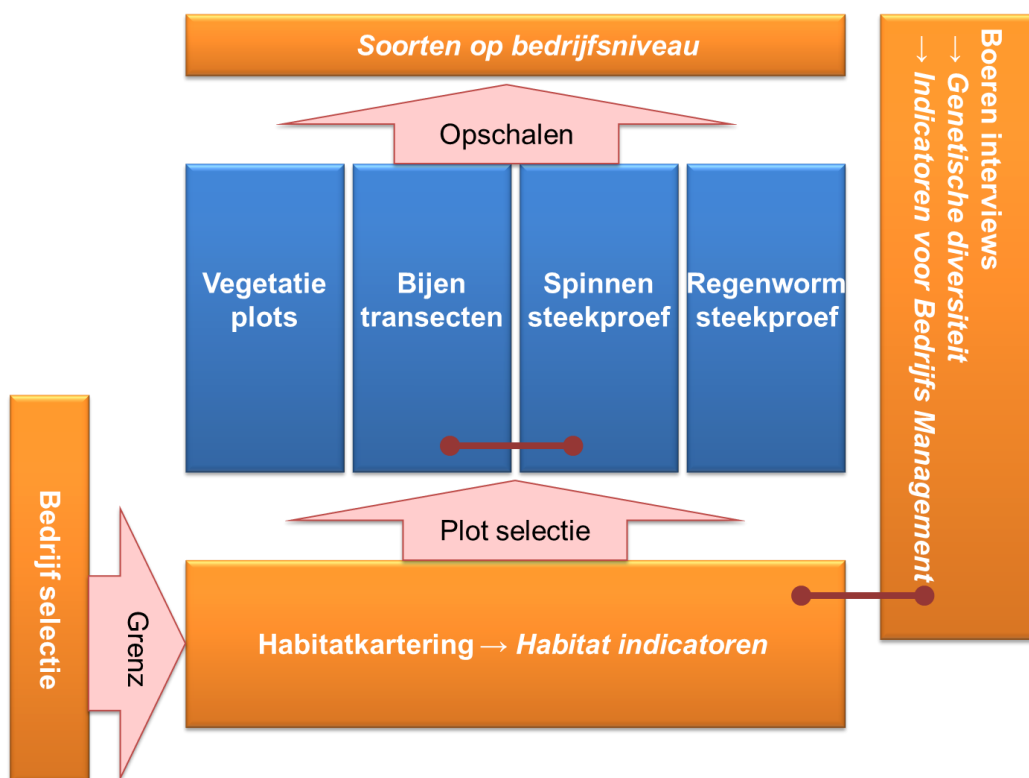 Soorten op bedrijfsniveau
Opschalen
Vegetatie
plots
Bijen
transecten
Spinnen
steekproef
Regenworm
steekproef
Plot selectie
Bedrijf selectie
Grenz
Habitatkartering → Habitat indicatoren
Boeren interviews
→ Genetische diversiteit
→ Indicatoren voor Bedrijfs Management